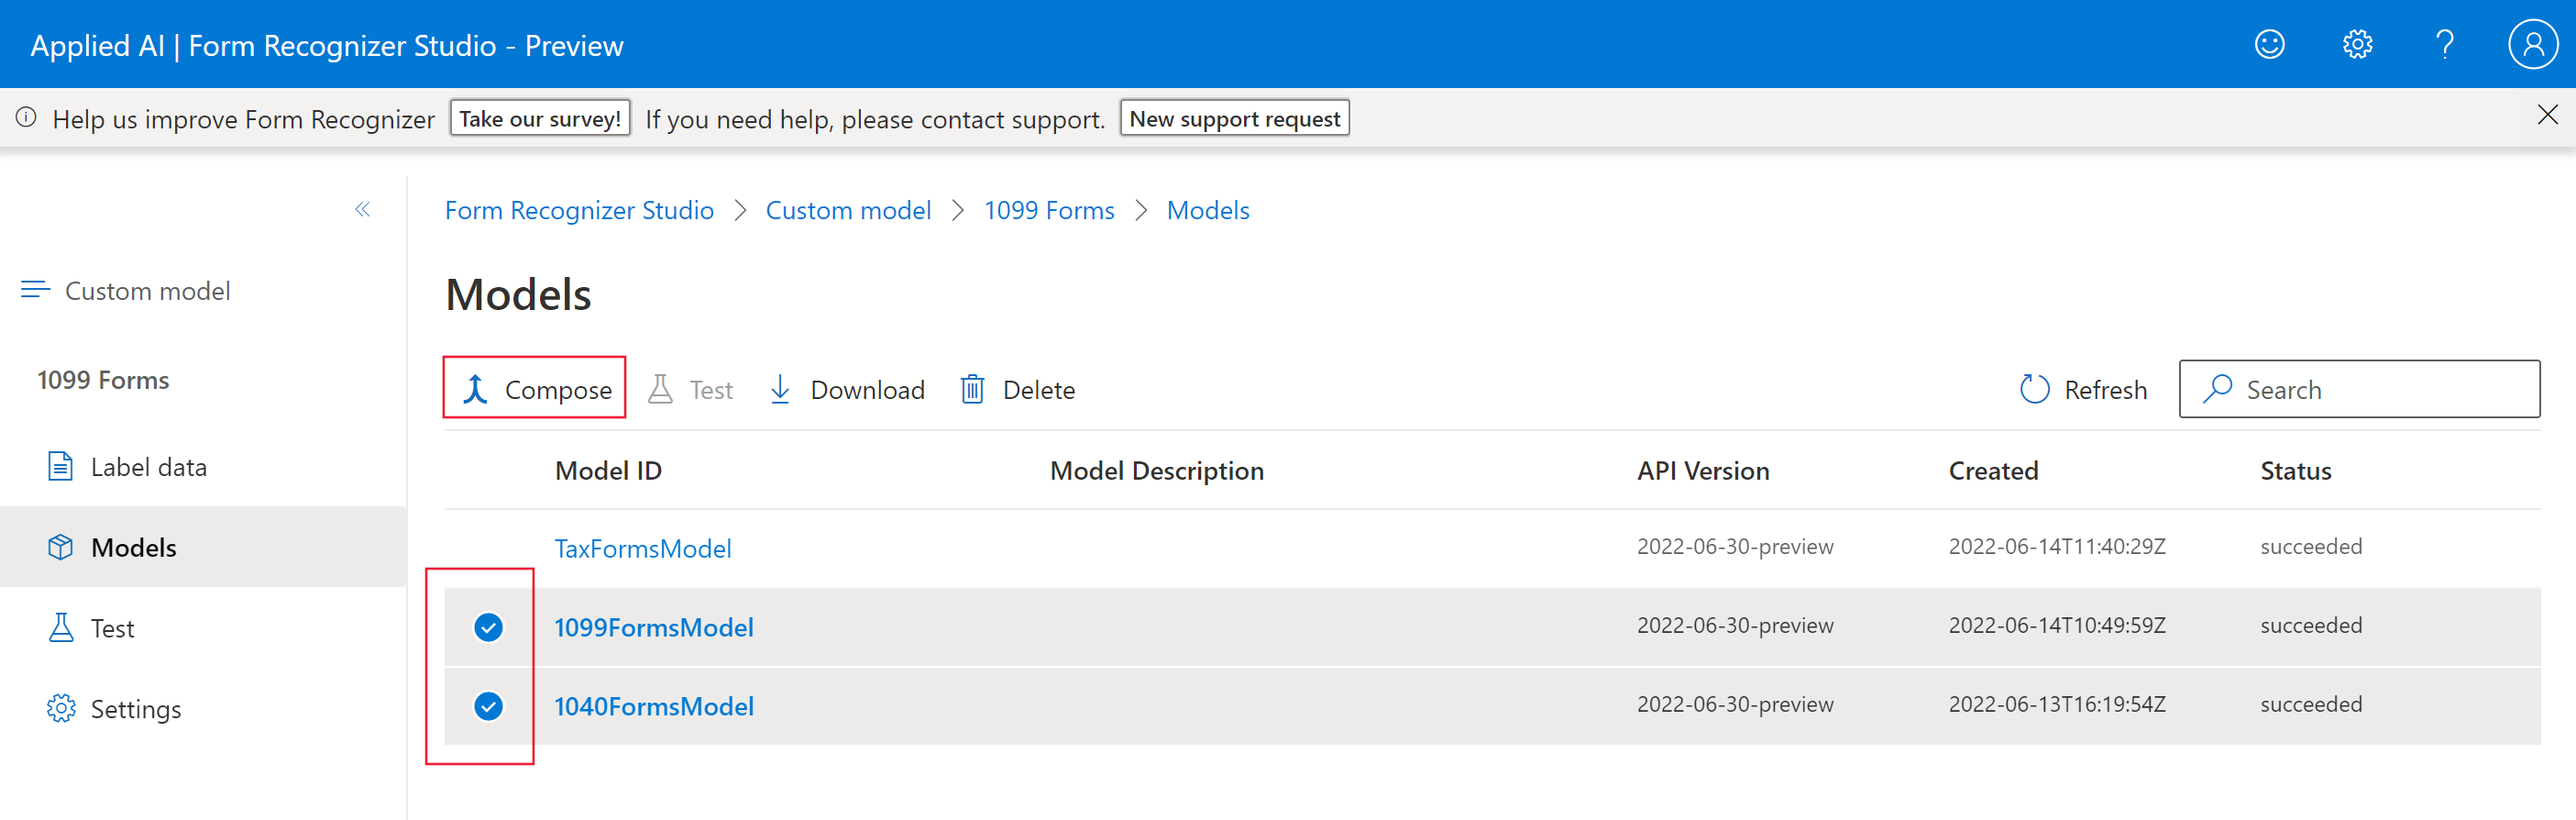 Applied AI | Form Recognizer Studio - Preview
Help us improve Form Recognizer Take our survey! If you need help, please contact support. New support request
Form Recognizer Studio > Custom model > 1099 Forms > Models
Custom model
Models
1099 Forms
Compose Test Download Delete Refresh Search
Label data
Models
Test
Settings
Model ID Model Description API Version Created Status
TaxFormsModel 2022-06-30-preview 2022-06-14T11:40:29Z succeeded
1099FormsModel 2022-06-30-preview 2022-06-14T10:49:59Z succeeded
1040FormsModel 2022-06-30-preview 2022-06-13T16:19:54Z succeeded